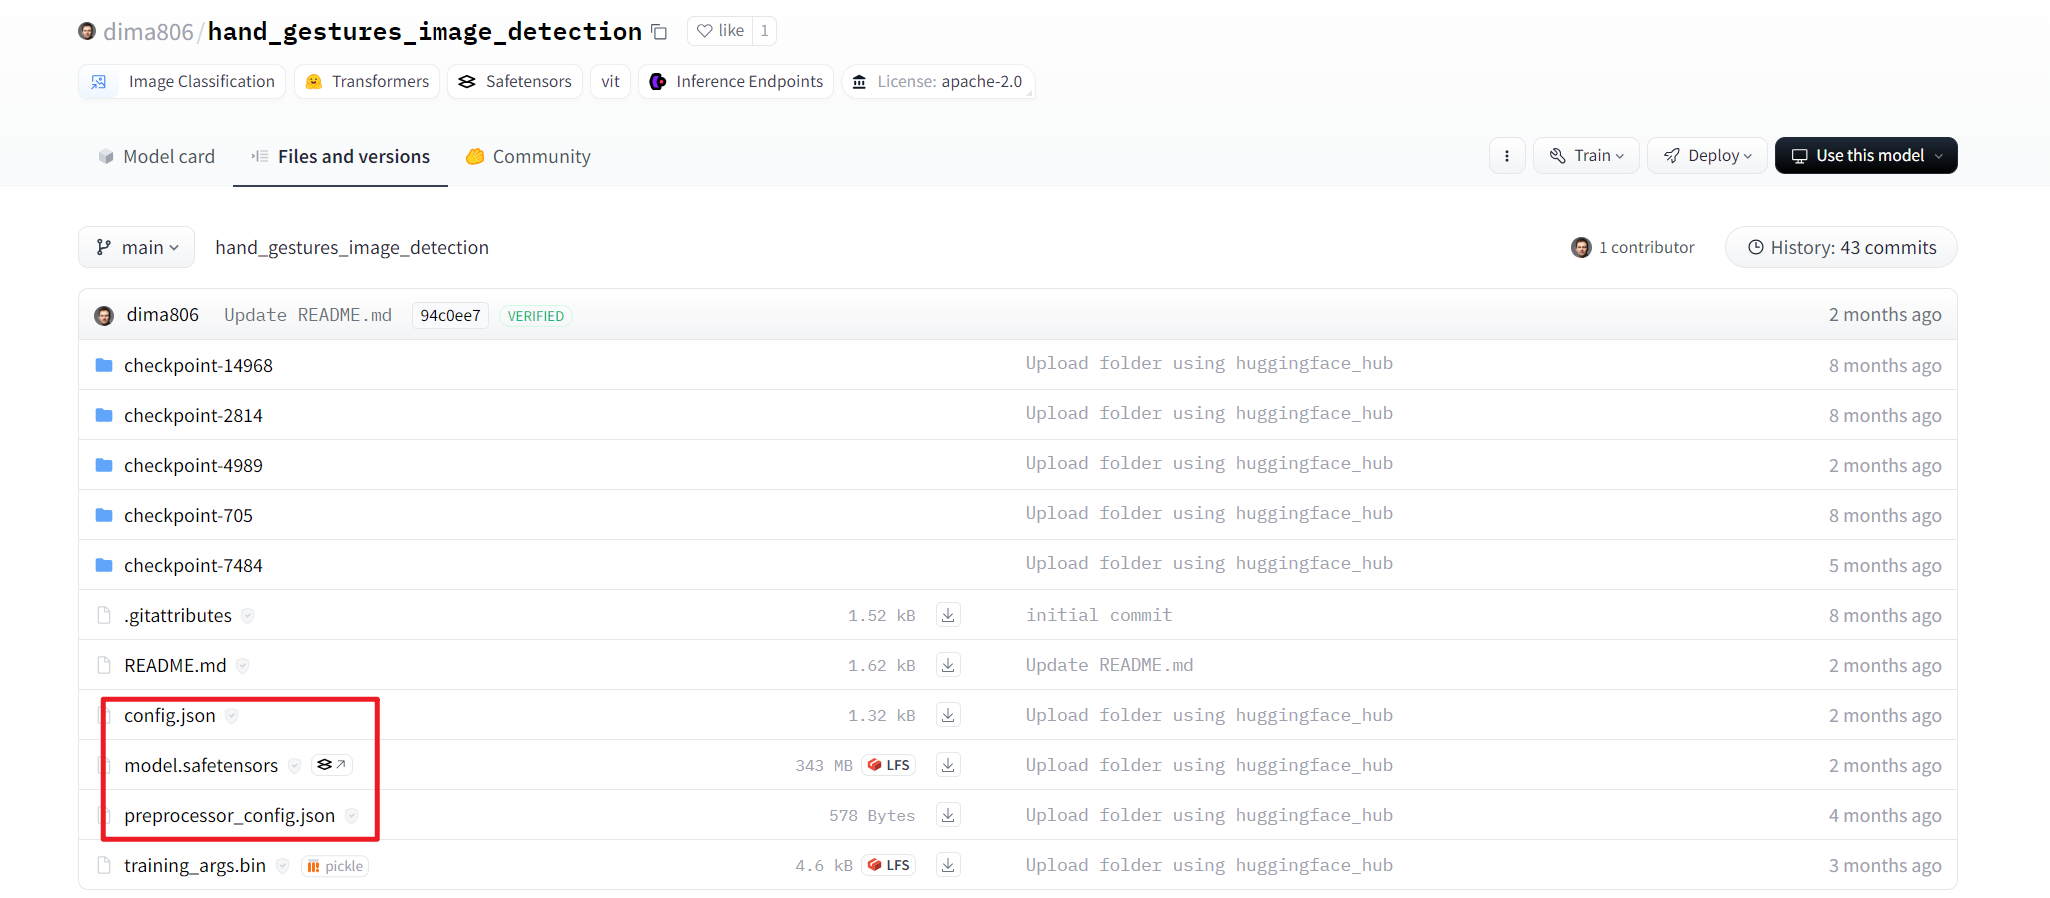 dima806/hand_gestures_image_detection like 1
Image Classification Transformers Safetensors vit Inference Endpoints License: apache-2.0
Model card Files and versions Community Train Deploy Use this model
main hand_gestures_image_detection 1 contributor History: 43 commits
dima806 Update README.md 94c0ee7 VERIFIED 2 months ago
checkpoint-14968 Upload folder using huggingface_hub 8 months ago
checkpoint-2814 Upload folder using huggingface_hub 8 months ago
checkpoint-4989 Upload folder using huggingface_hub 2 months ago
checkpoint-705 Upload folder using huggingface_hub 8 months ago
checkpoint-7484 Upload folder using huggingface_hub 5 months ago
.gitattributes 1.52 kB initial commit 8 months ago
README.md 1.62 kB Update README.md 2 months ago
config.json 1.32 kB Upload folder using huggingface_hub 2 months ago
model.safetensors 343 MB LFS Upload folder using huggingface_hub 2 months ago
preprocessor_config.json 578 Bytes Upload folder using huggingface_hub 4 months ago
training_args.bin pickle 4.6 kB LFS Upload folder using huggingface_hub 3 months ago